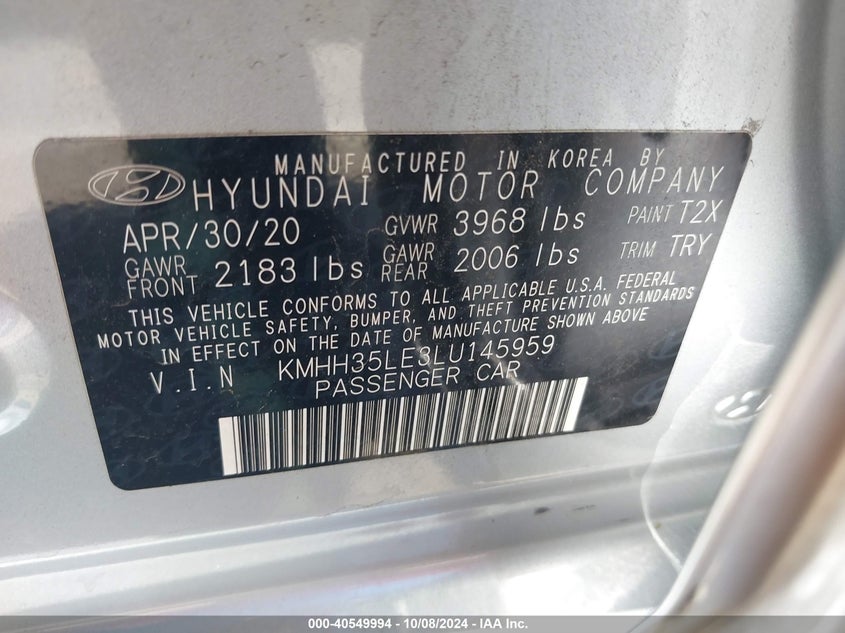 MANUFACTURED IN KOREA BY
HYUNDAI MOTOR COMPANY
APR/30/20 GVWR 3968 lbs PAINT T2X
GAWR FRONT 2183 lbs GAWR REAR 2006 lbs TRIM TRY
THIS VEHICLE CONFORMS TO ALL APPLICABLE U.S.A. FEDERAL
MOTOR VEHICLE SAFETY, BUMPER, AND THEFT PREVENTION STANDARDS
IN EFFECT ON THE DATE OF MANUFACTURE SHOWN ABOVE
V.I.N KMHH35LE3LU145959
PASSENGER CAR
000-40549994 - 10/08/2024 - IAA Inc.